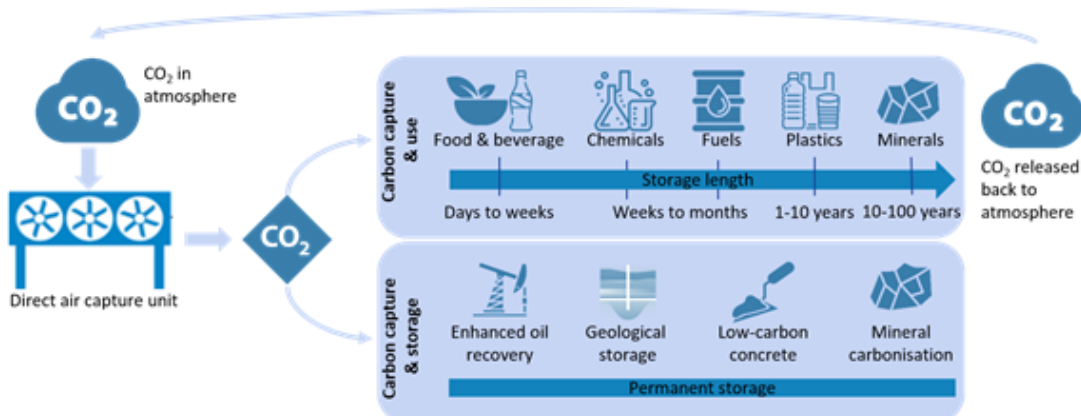 CO₂
CO₂ in
atmosphere
Direct air capture unit
CO₂
Carbon capture
& use
Food & beverage
Chemicals
Fuels
Plastics
Minerals
Storage length
Days to weeks
Weeks to months
1-10 years
10-100 years
Carbon capture
& storage
Enhanced oil
recovery
Geological
storage
Low-carbon
concrete
Mineral
carbonisation
Permanent storage
CO₂
CO₂ released
back to
atmosphere